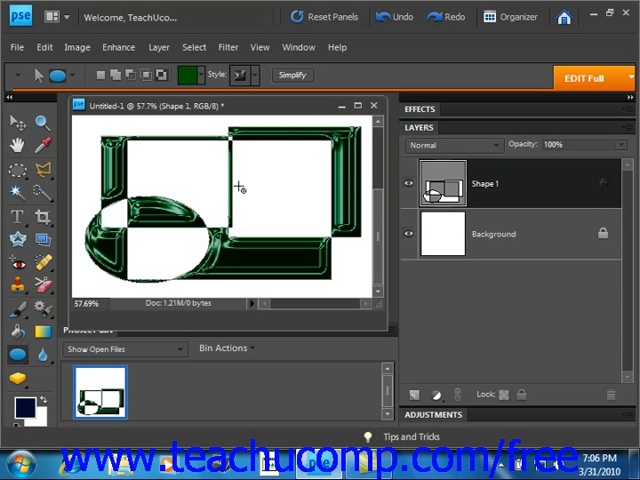 pse Welcome, TeachUco... Reset Panels Undo Redo Organizer
File Edit Image Enhance Layer Select Filter View Window Help
Style: Simplify EDIT Full
Untitled-1 @ 57.7% (Shape 1, RGB/8) *
EFFECTS
LAYERS
Normal Opacity: 100%
Shape 1
Background
57.69% Doc: 1.21M/0 bytes
PROJECT BIN
Show Open Files Bin Actions
Lock:
ADJUSTMENTS
Tips and Tricks
www.teachucomp.com/free
pse
7:06 PM
3/31/2010